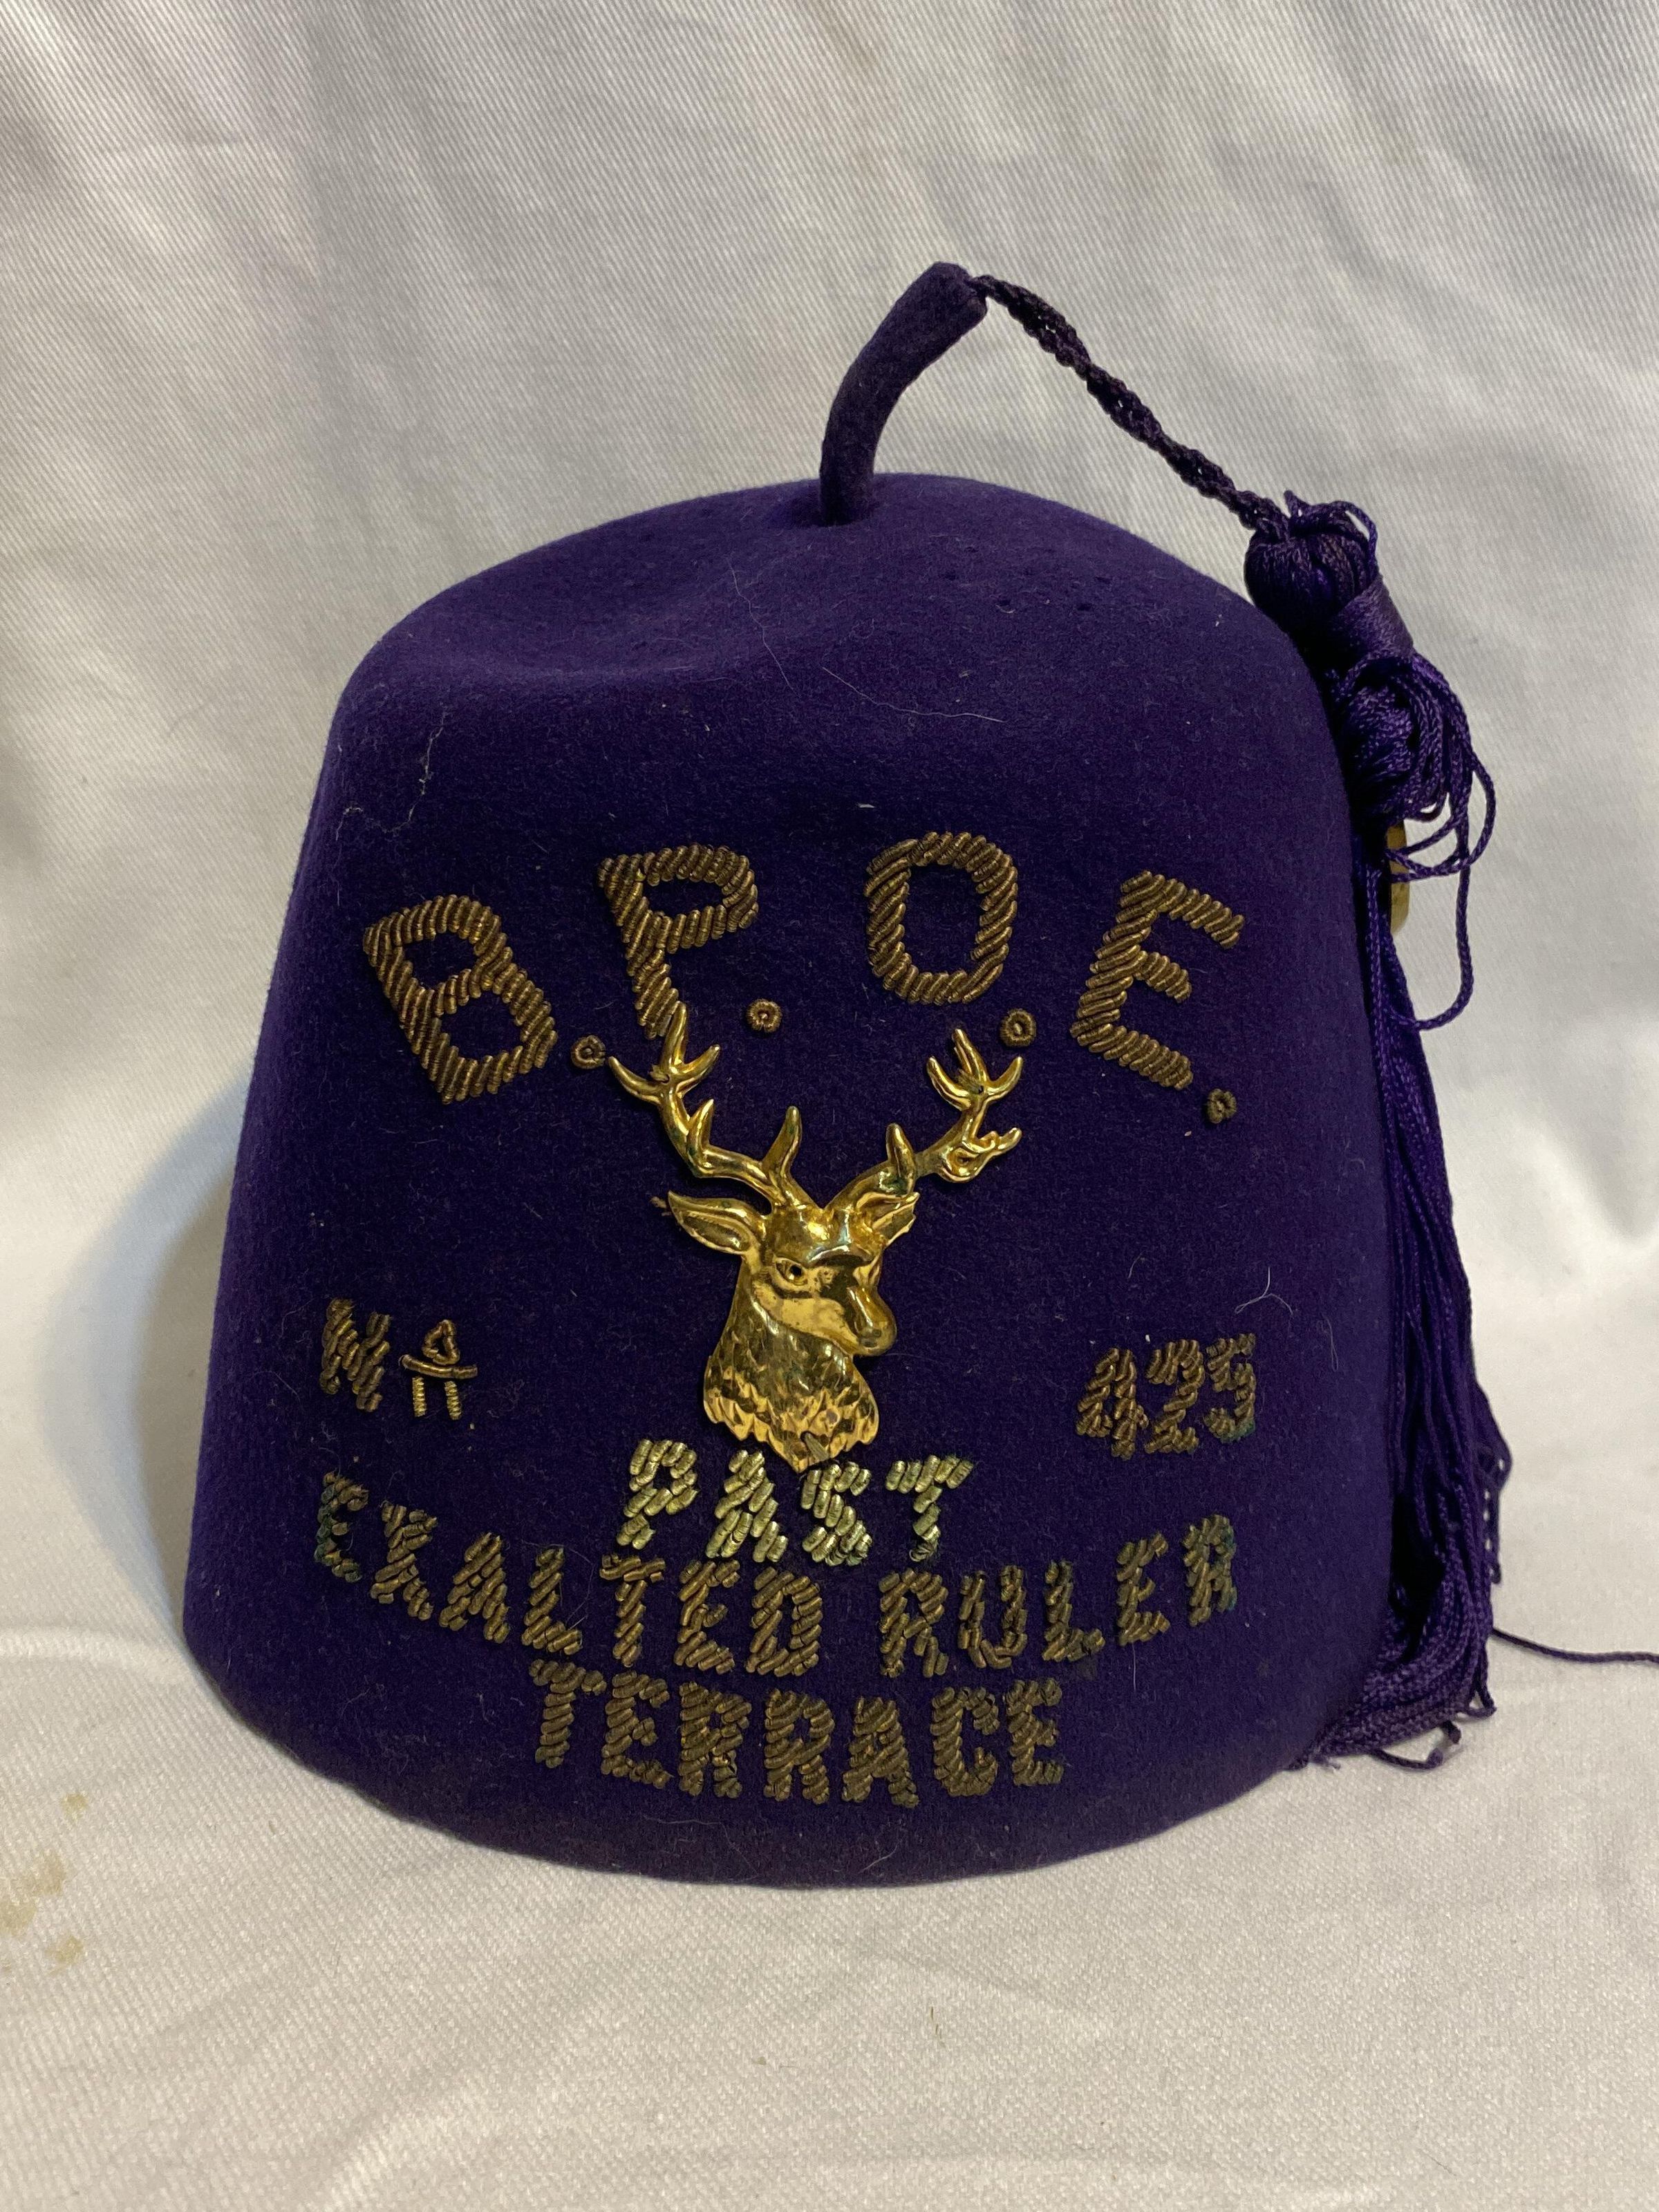 B.P.O.E.
No 425
PAST
EXALTED RULER
TERRACE